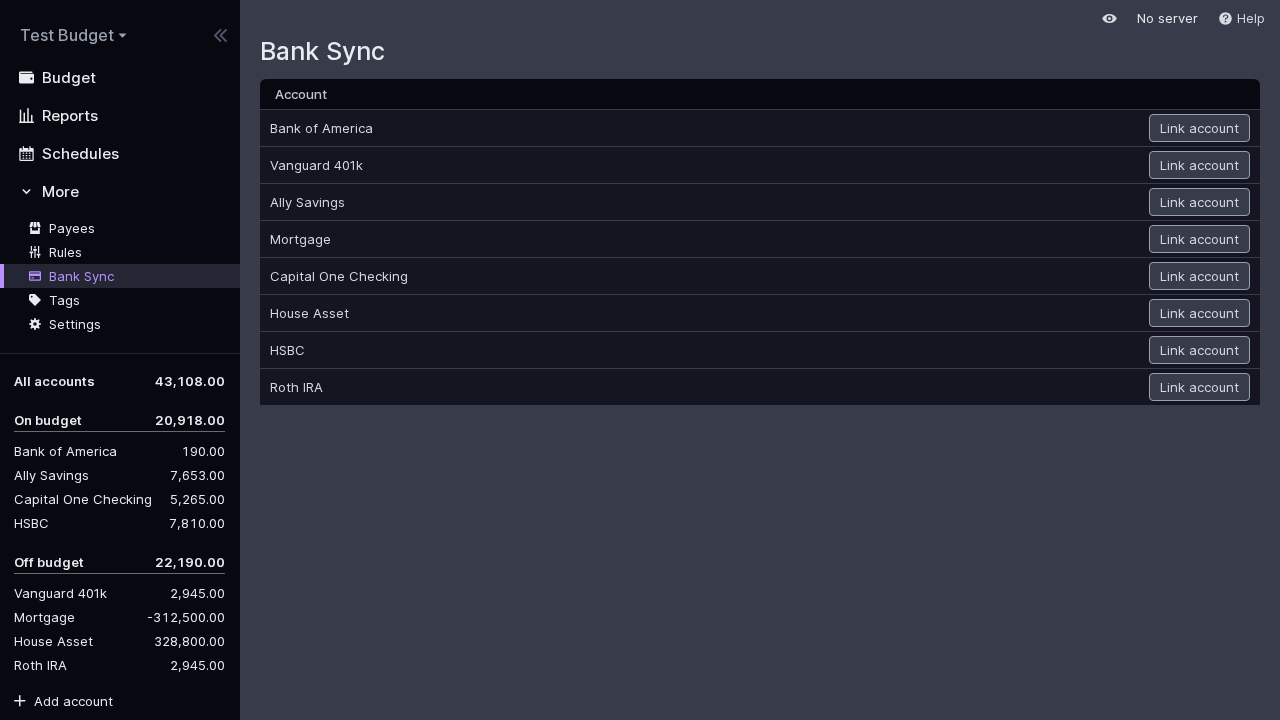 Test Budget
Budget
Reports
Schedules
More
Payees
Rules
Bank Sync
Tags
Settings
All accounts 43,108.00
On budget 20,918.00
Bank of America 190.00
Ally Savings 7,653.00
Capital One Checking 5,265.00
HSBC 7,810.00
Off budget 22,190.00
Vanguard 401k 2,945.00
Mortgage -312,500.00
House Asset 328,800.00
Roth IRA 2,945.00
Add account
No server Help
Bank Sync
Account
Bank of America Link account
Vanguard 401k Link account
Ally Savings Link account
Mortgage Link account
Capital One Checking Link account
House Asset Link account
HSBC Link account
Roth IRA Link account